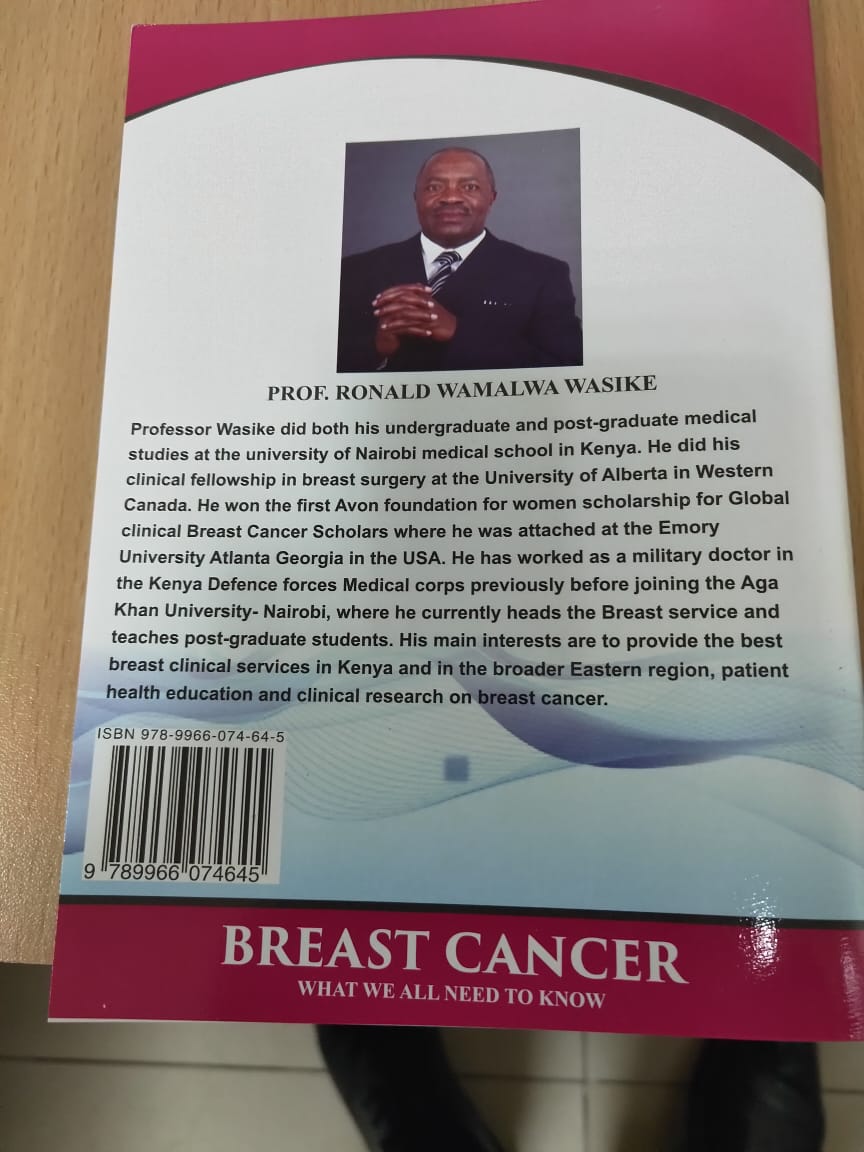 PROF. RONALD WAMALWA WASIKE
Professor Wasike did both his undergraduate and post-graduate medical
studies at the university of Nairobi medical school in Kenya. He did his
clinical fellowship in breast surgery at the University of Alberta in Western
Canada. He won the first Avon foundation for women scholarship for Global
clinical Breast Cancer Scholars where he was attached at the Emory
University Atlanta Georgia in the USA. He has worked as a military doctor in
the Kenya Defence forces Medical corps previously before joining the Aga
Khan University- Nairobi, where he currently heads the Breast service and
teaches post-graduate students. His main interests are to provide the best
breast clinical services in Kenya and in the broader Eastern region, patient
health education and clinical research on breast cancer.
ISBN 978-9966-074-64-5
9 789966 074645
BREAST CANCER
WHAT WE ALL NEED TO KNOW